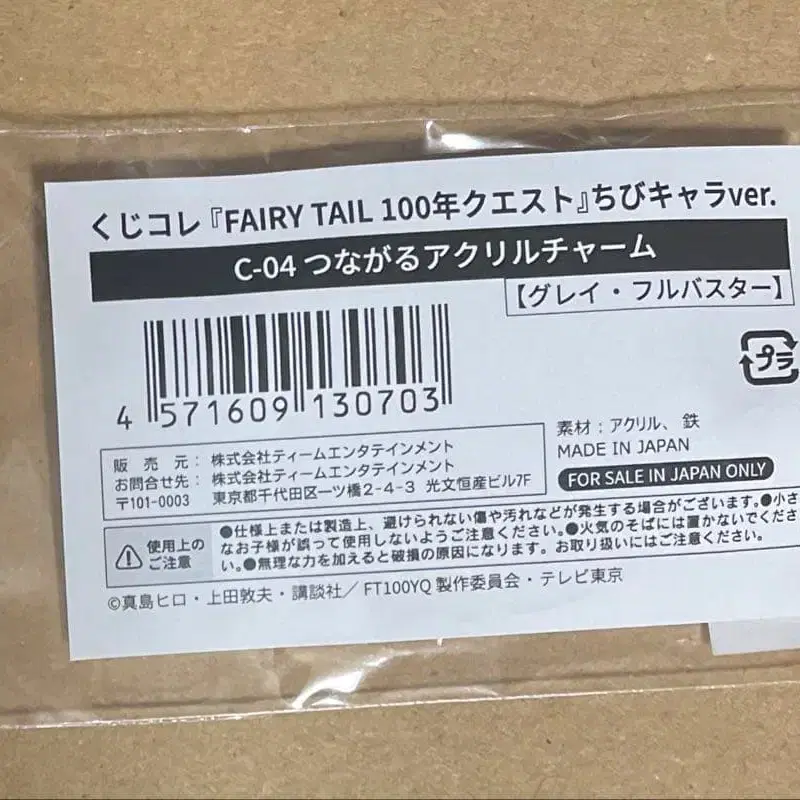 くじコレ『FAIRY TAIL 100年クエスト』ちびキャラver.
C-04 つながるアクリルチャーム
【グレイ・フルバスター】
4 571609 130703
プラ
素材：アクリル、鉄
MADE IN JAPAN
FOR SALE IN JAPAN ONLY
販売元：株式会社ティームエンタテインメント
お問合せ先：株式会社ティームエンタテインメント
〒101-0003 東京都千代田区一ツ橋2-4-3 光文恒産ビル7F
使用上の
ご注意
●仕様上または製造上、避けられない傷や汚れなどが発生する場合がございます。●小さ
なお子様が誤って使用しないようご注意ください。●火気のそばには置かないでくださ
い。●無理な力を加えると破損の原因になります。お取り扱いにはご注意ください。
©真島ヒロ・上田敦夫・講談社／FT100YQ 製作委員会・テレビ東京